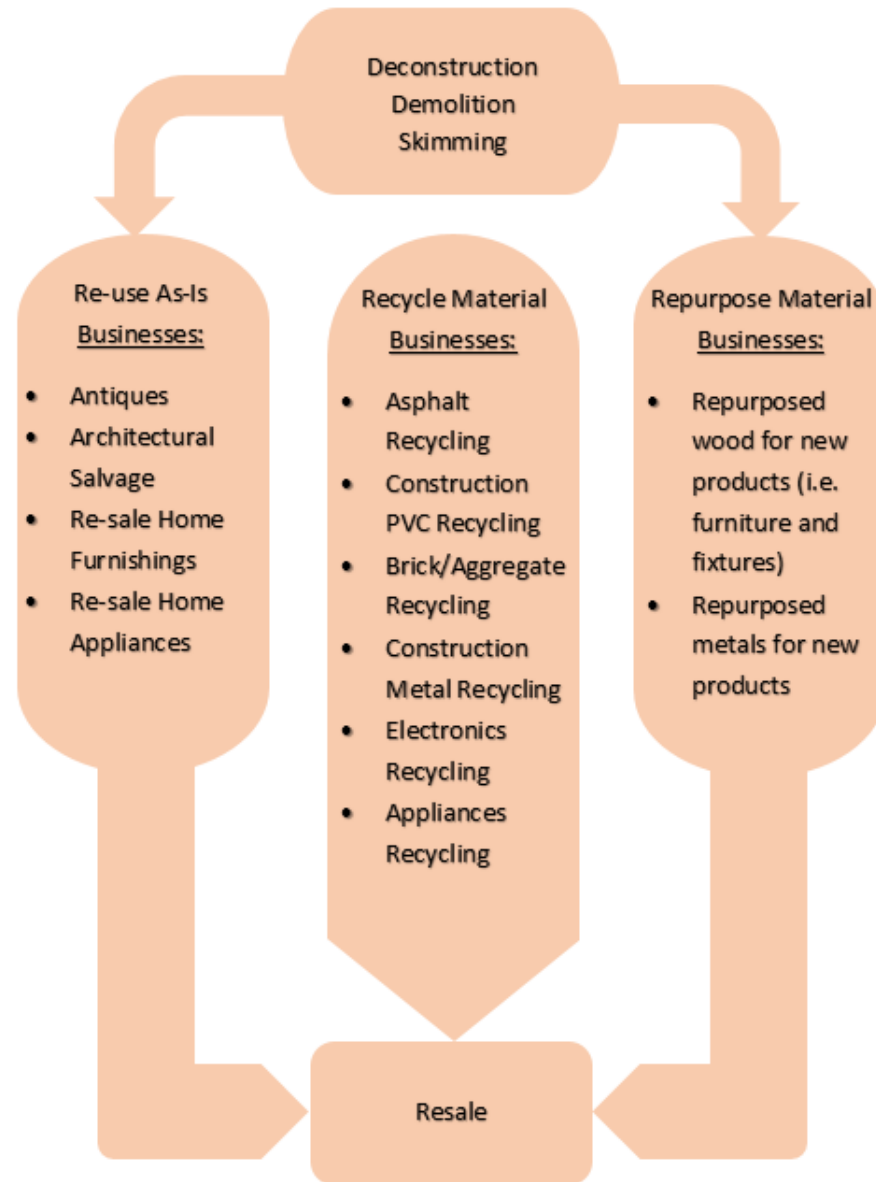 Deconstruction
Demolition
Skimming
Re-use As-Is
Businesses:
• Antiques
• Architectural
Salvage
• Re-sale Home
Furnishings
• Re-sale Home
Appliances
Recycle Material
Businesses:
• Asphalt
Recycling
• Construction
PVC Recycling
• Brick/Aggregate
Recycling
• Construction
Metal Recycling
• Electronics
Recycling
• Appliances
Recycling
Repurpose Material
Businesses:
• Repurposed
wood for new
products (i.e.
furniture and
fixtures)
• Repurposed
metals for new
products
Resale